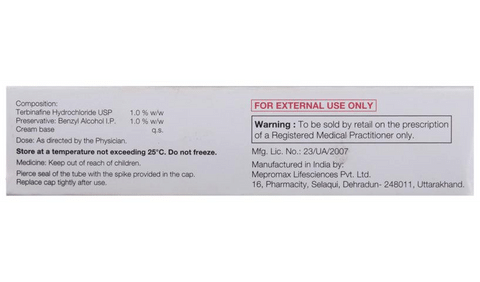 Composition:
Terbinafine Hydrochloride USP 1.0 % w/w
Preservative: Benzyl Alcohol I.P. 1.0 % w/w
Cream base q.s.
Dose: As directed by the Physician.
Store at a temperature not exceeding 25°C. Do not freeze.
Medicine: Keep out of reach of children.
Pierce seal of the tube with the spike provided in the cap.
Replace cap tightly after use.
FOR EXTERNAL USE ONLY
Warning : To be sold by retail on the prescription
of a Registered Medical Practitioner only.
Mfg. Lic. No.: 23/UA/2007
Manufactured in India by:
Mepromax Lifesciences Pvt. Ltd.
16, Pharmacity, Selaqui, Dehradun- 248011, Uttarakhand.